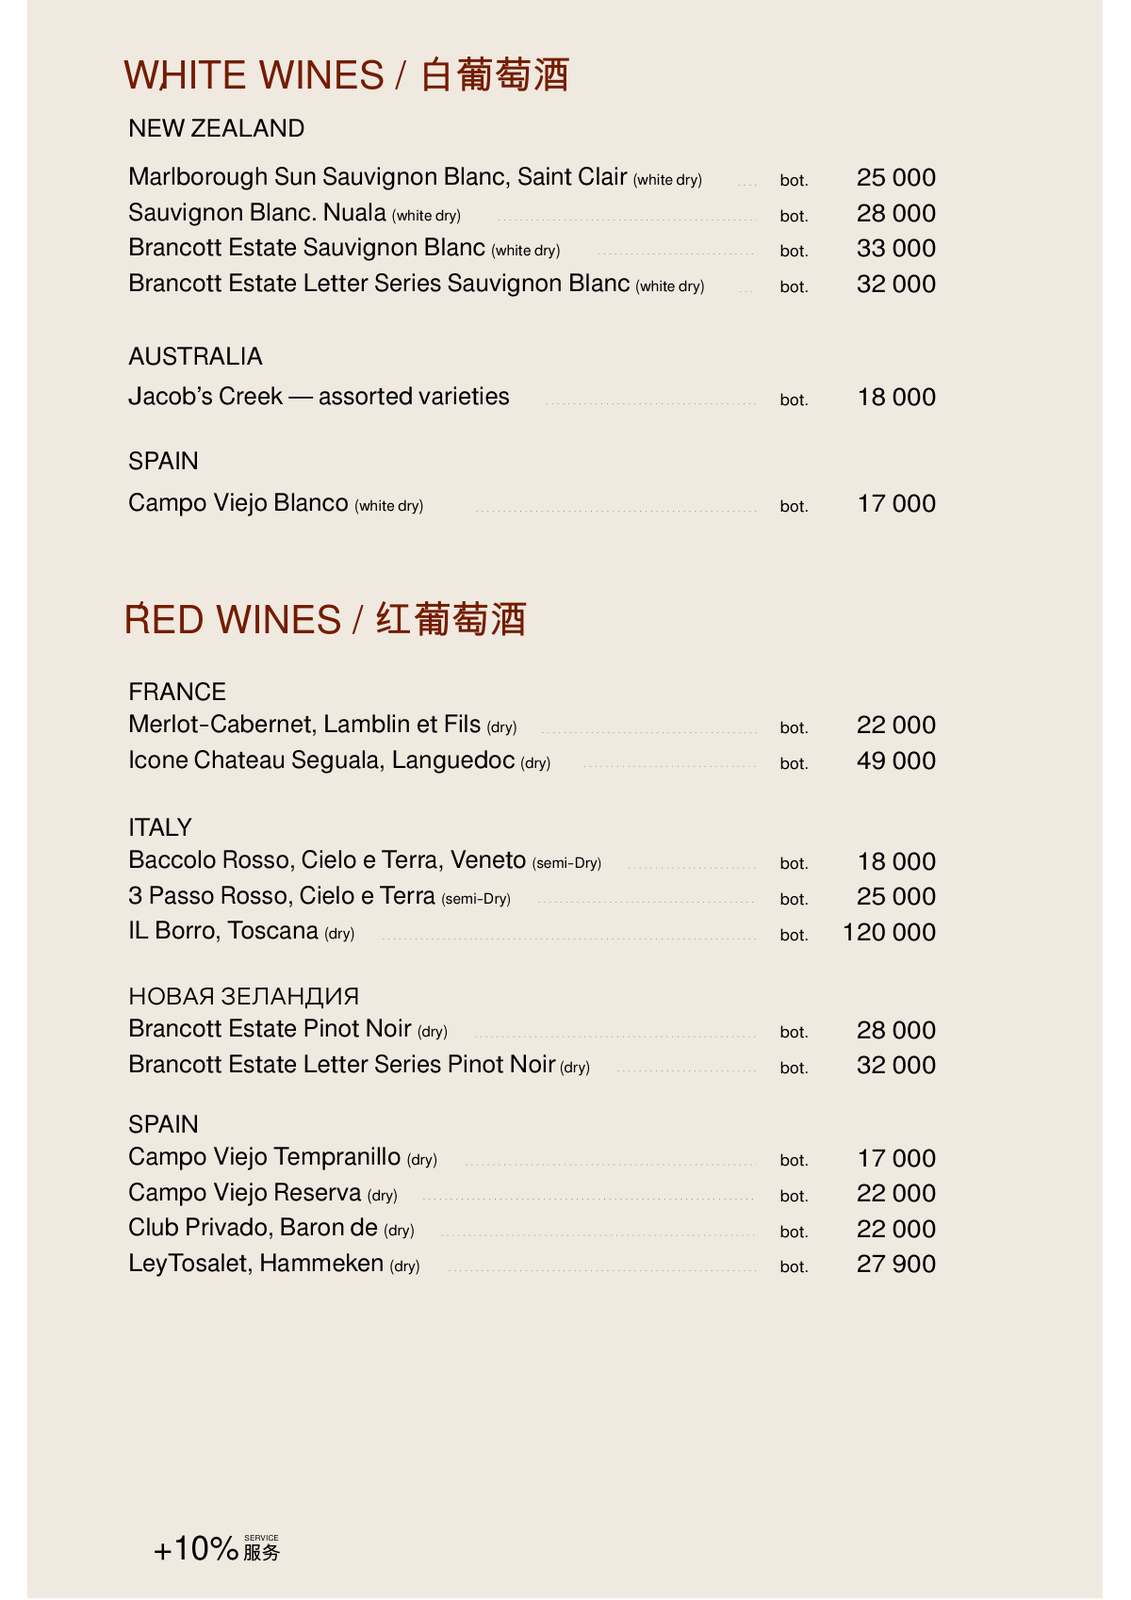 WHITE WINES / 白葡萄酒
NEW ZEALAND
Marlborough Sun Sauvignon Blanc, Saint Clair (white dry) .... bot. 25 000
Sauvignon Blanc. Nuala (white dry) .... bot. 28 000
Brancott Estate Sauvignon Blanc (white dry) .... bot. 33 000
Brancott Estate Letter Series Sauvignon Blanc (white dry) ... bot. 32 000
AUSTRALIA
Jacob’s Creek — assorted varieties .... bot. 18 000
SPAIN
Campo Viejo Blanco (white dry) .... bot. 17 000
RED WINES / 红葡萄酒
FRANCE
Merlot-Cabernet, Lamblin et Fils (dry) .... bot. 22 000
Icone Chateau Seguala, Languedoc (dry) .... bot. 49 000
ITALY
Baccolo Rosso, Cielo e Terra, Veneto (semi-Dry) .... bot. 18 000
3 Passo Rosso, Cielo e Terra (semi-Dry) .... bot. 25 000
IL Borro, Toscana (dry) .... bot. 120 000
НОВАЯ ЗЕЛАНДИЯ
Brancott Estate Pinot Noir (dry) .... bot. 28 000
Brancott Estate Letter Series Pinot Noir (dry) .... bot. 32 000
SPAIN
Campo Viejo Tempranillo (dry) .... bot. 17 000
Campo Viejo Reserva (dry) .... bot. 22 000
Club Privado, Baron de (dry) .... bot. 22 000
LeyTosalet, Hammeken (dry) .... bot. 27 900
+10% SERVICE 服务